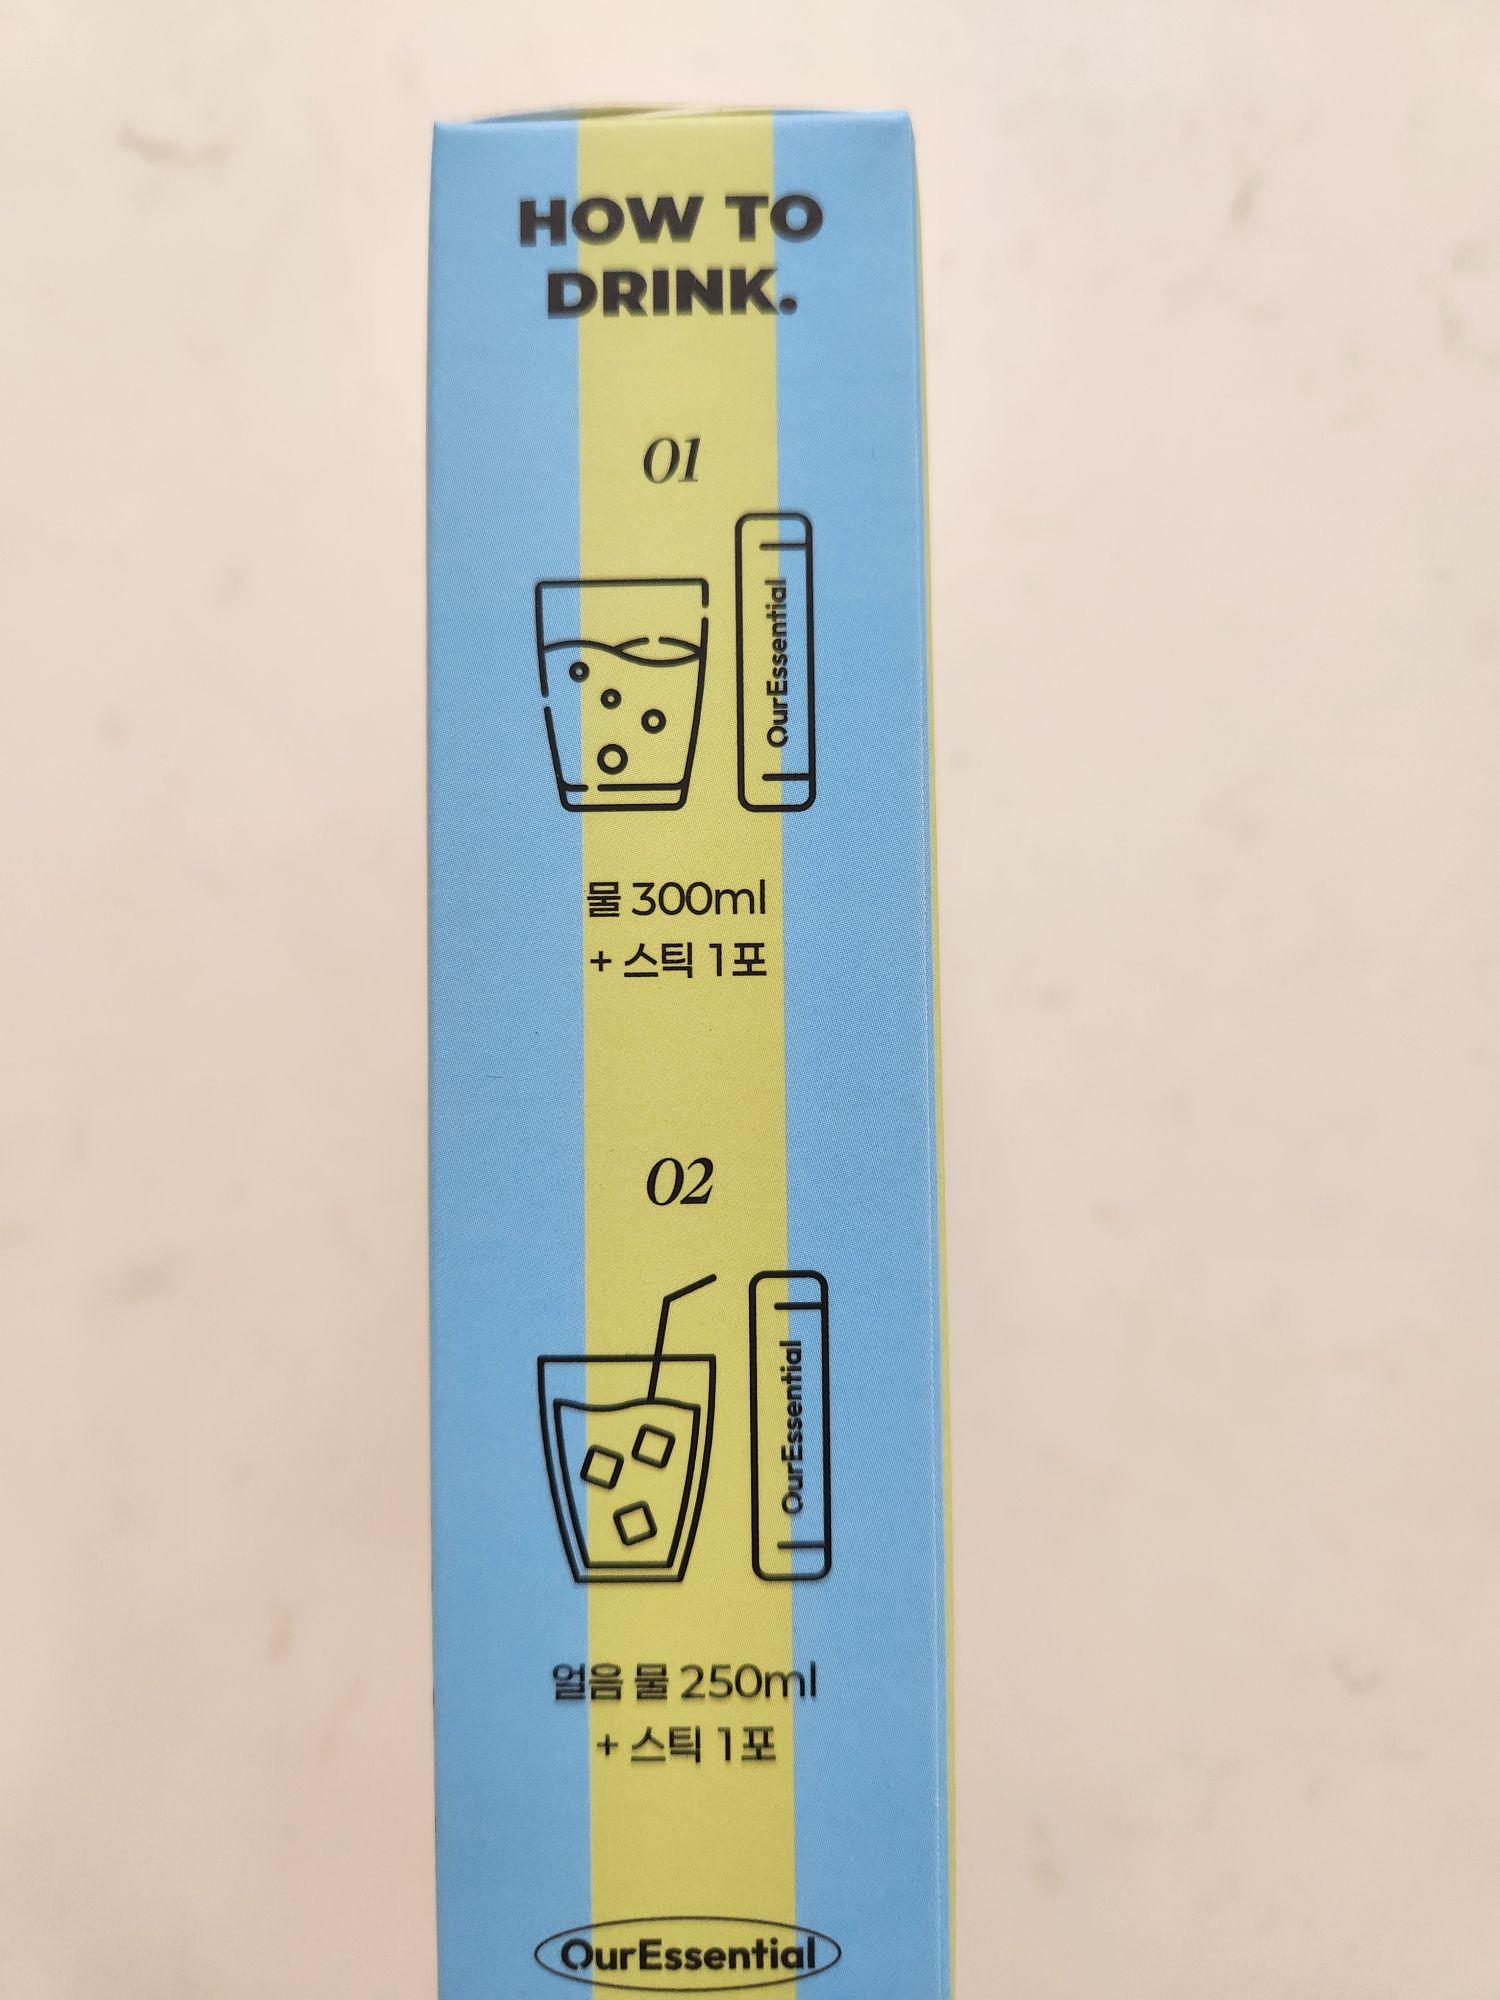 HOW TO
DRINK.
01
OurEssential
물 300ml
+ 스틱 1포
02
OurEssential
얼음 물 250ml
+ 스틱 1포
OurEssential